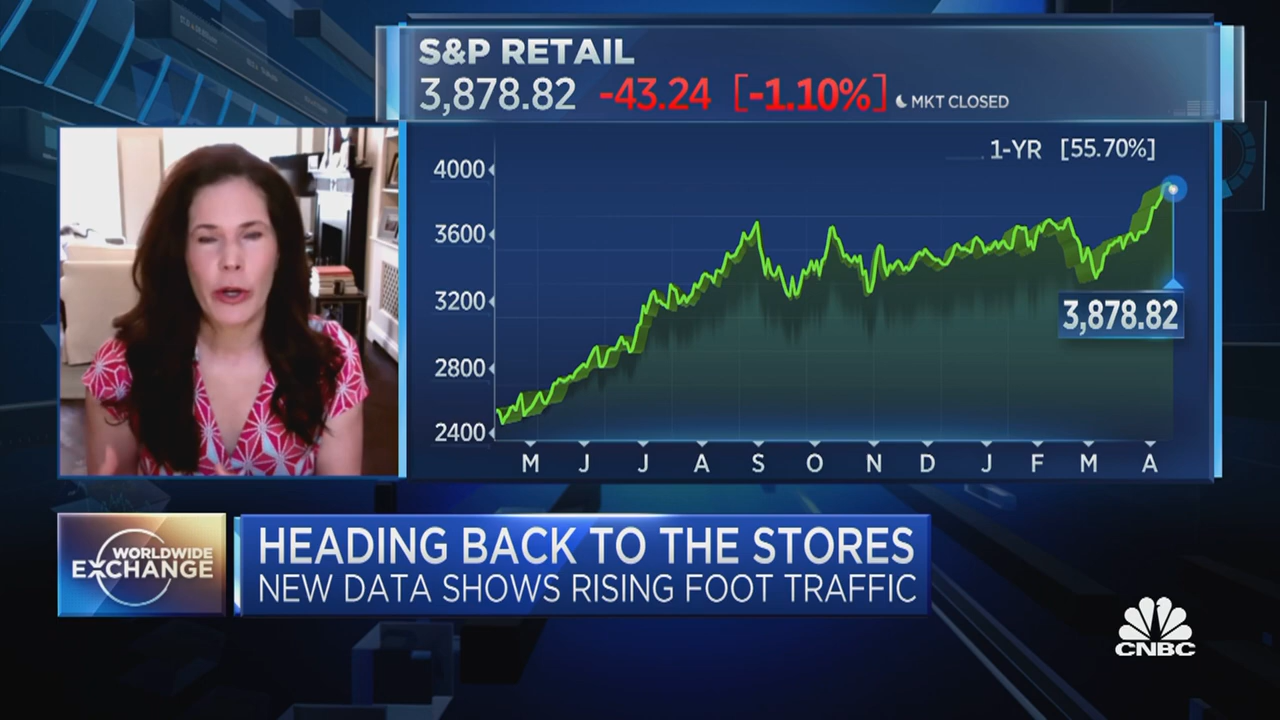 S&P RETAIL
3,878.82 -43.24 [-1.10%] MKT CLOSED
1-YR [55.70%]
4000
3600
3200
2800
2400
3,878.82
M J J A S O N D J F M A
WORLDWIDE
EXCHANGE
HEADING BACK TO THE STORES
NEW DATA SHOWS RISING FOOT TRAFFIC
CNBC